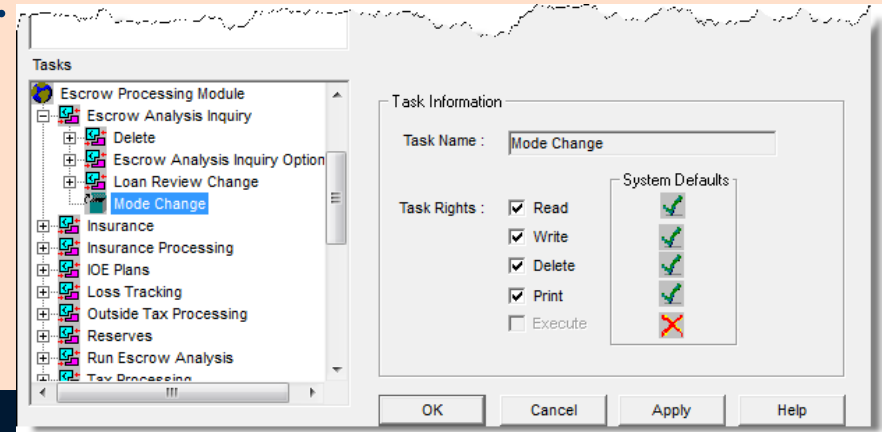 Tasks
Escrow Processing Module
Escrow Analysis Inquiry
Delete
Escrow Analysis Inquiry Option
Loan Review Change
Mode Change
Insurance
Insurance Processing
IOE Plans
Loss Tracking
Outside Tax Processing
Reserves
Run Escrow Analysis
Tax Processing
Task Information
Task Name : Mode Change
System Defaults
Task Rights : Read
Write
Delete
Print
Execute
OK Cancel Apply Help